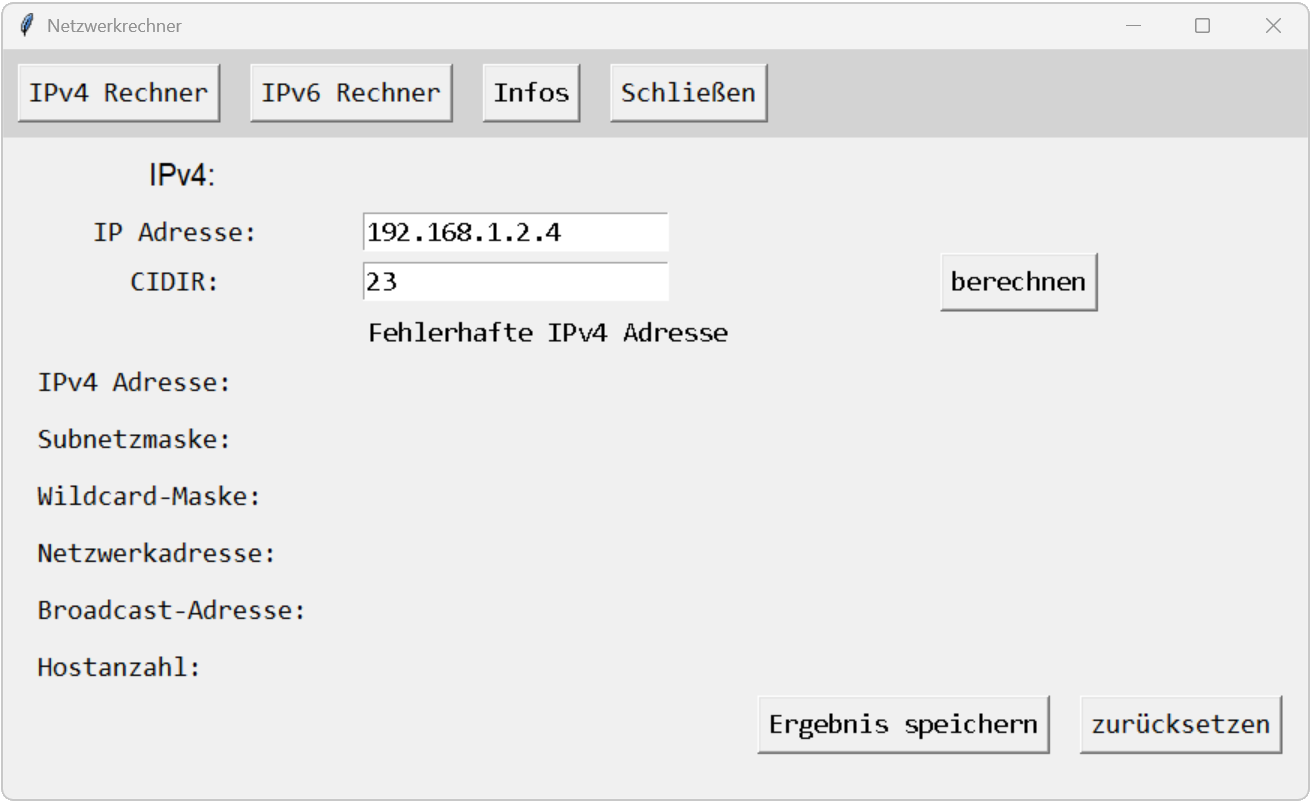 Netzwerkrechner
IPv4 Rechner IPv6 Rechner Infos Schließen
IPv4:
IP Adresse: 192.168.1.2.4
CIDIR: 23 berechnen
Fehlerhafte IPv4 Adresse
IPv4 Adresse:
Subnetzmaske:
Wildcard-Maske:
Netzwerkadresse:
Broadcast-Adresse:
Hostanzahl:
Ergebnis speichern zurücksetzen